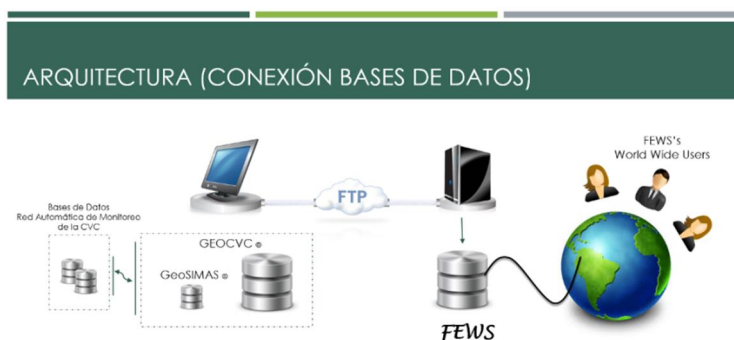 ARQUITECTURA (CONEXIÓN BASES DE DATOS)
FEWS's
World Wide Users
FTP
Bases de Datos
Red Automática de Monitoreo
de la CVC
GEOCVC ®
GeoSIMAS ®
FEWS